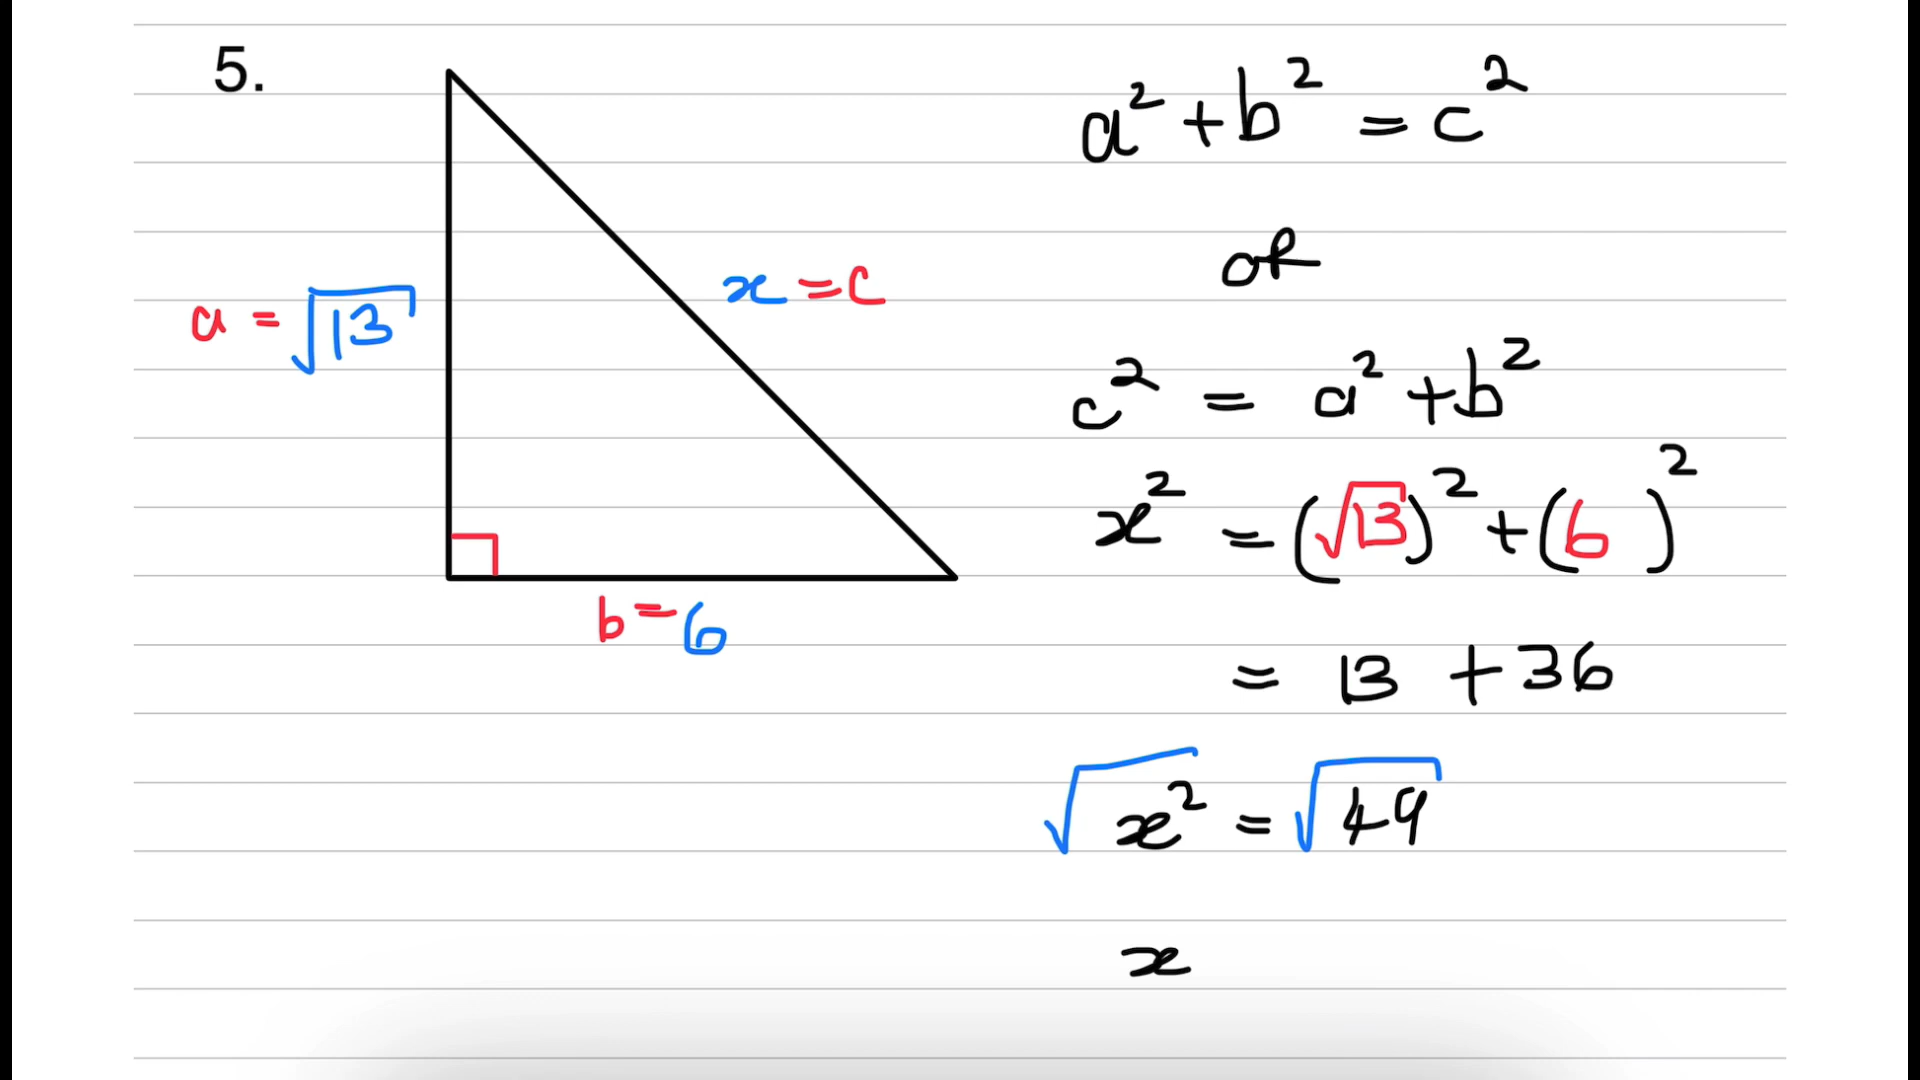 5.
a² + b² = c²
or
x = c
a = √13
c² = a² + b²
x² = (√13)² + (6)²
b = 6
= 13 + 36
√x² = √49
x